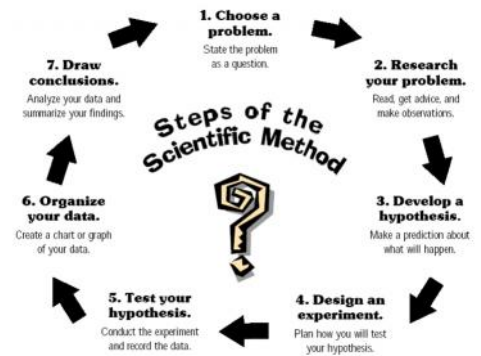 1. Choose a
problem.
State the problem
as a question.
2. Research
your problem.
Read, get advice, and
make observations.
3. Develop a
hypothesis.
Make a prediction about
what will happen.
4. Design an
experiment.
Plan how you will test
your hypothesis.
5. Test your
hypothesis.
Conduct the experiment
and record the data.
6. Organize
your data.
Create a chart or graph
of your data.
7. Draw
conclusions.
Analyze your data and
summarize your findings.
Steps of the
Scientific Method
?